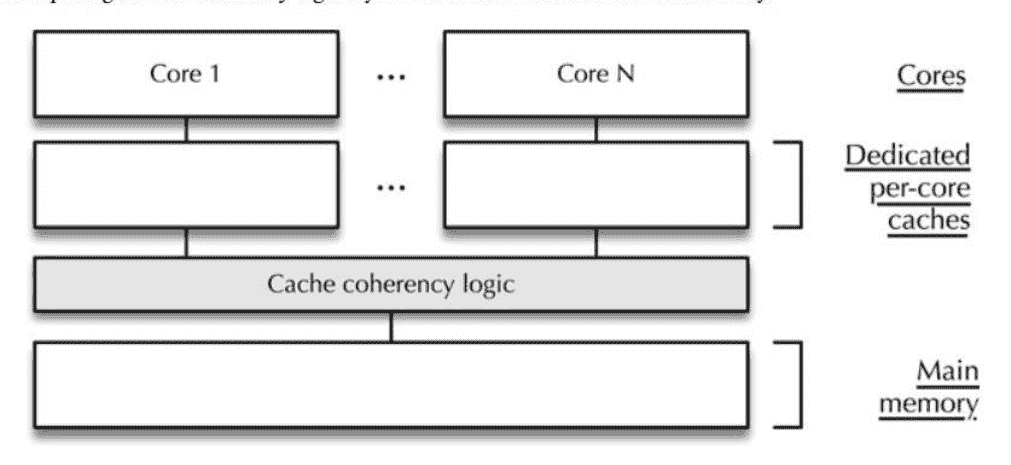 Core 1
...
Core N
Cores
...
Dedicated
per-core
caches
Cache coherency logic
Main
memory